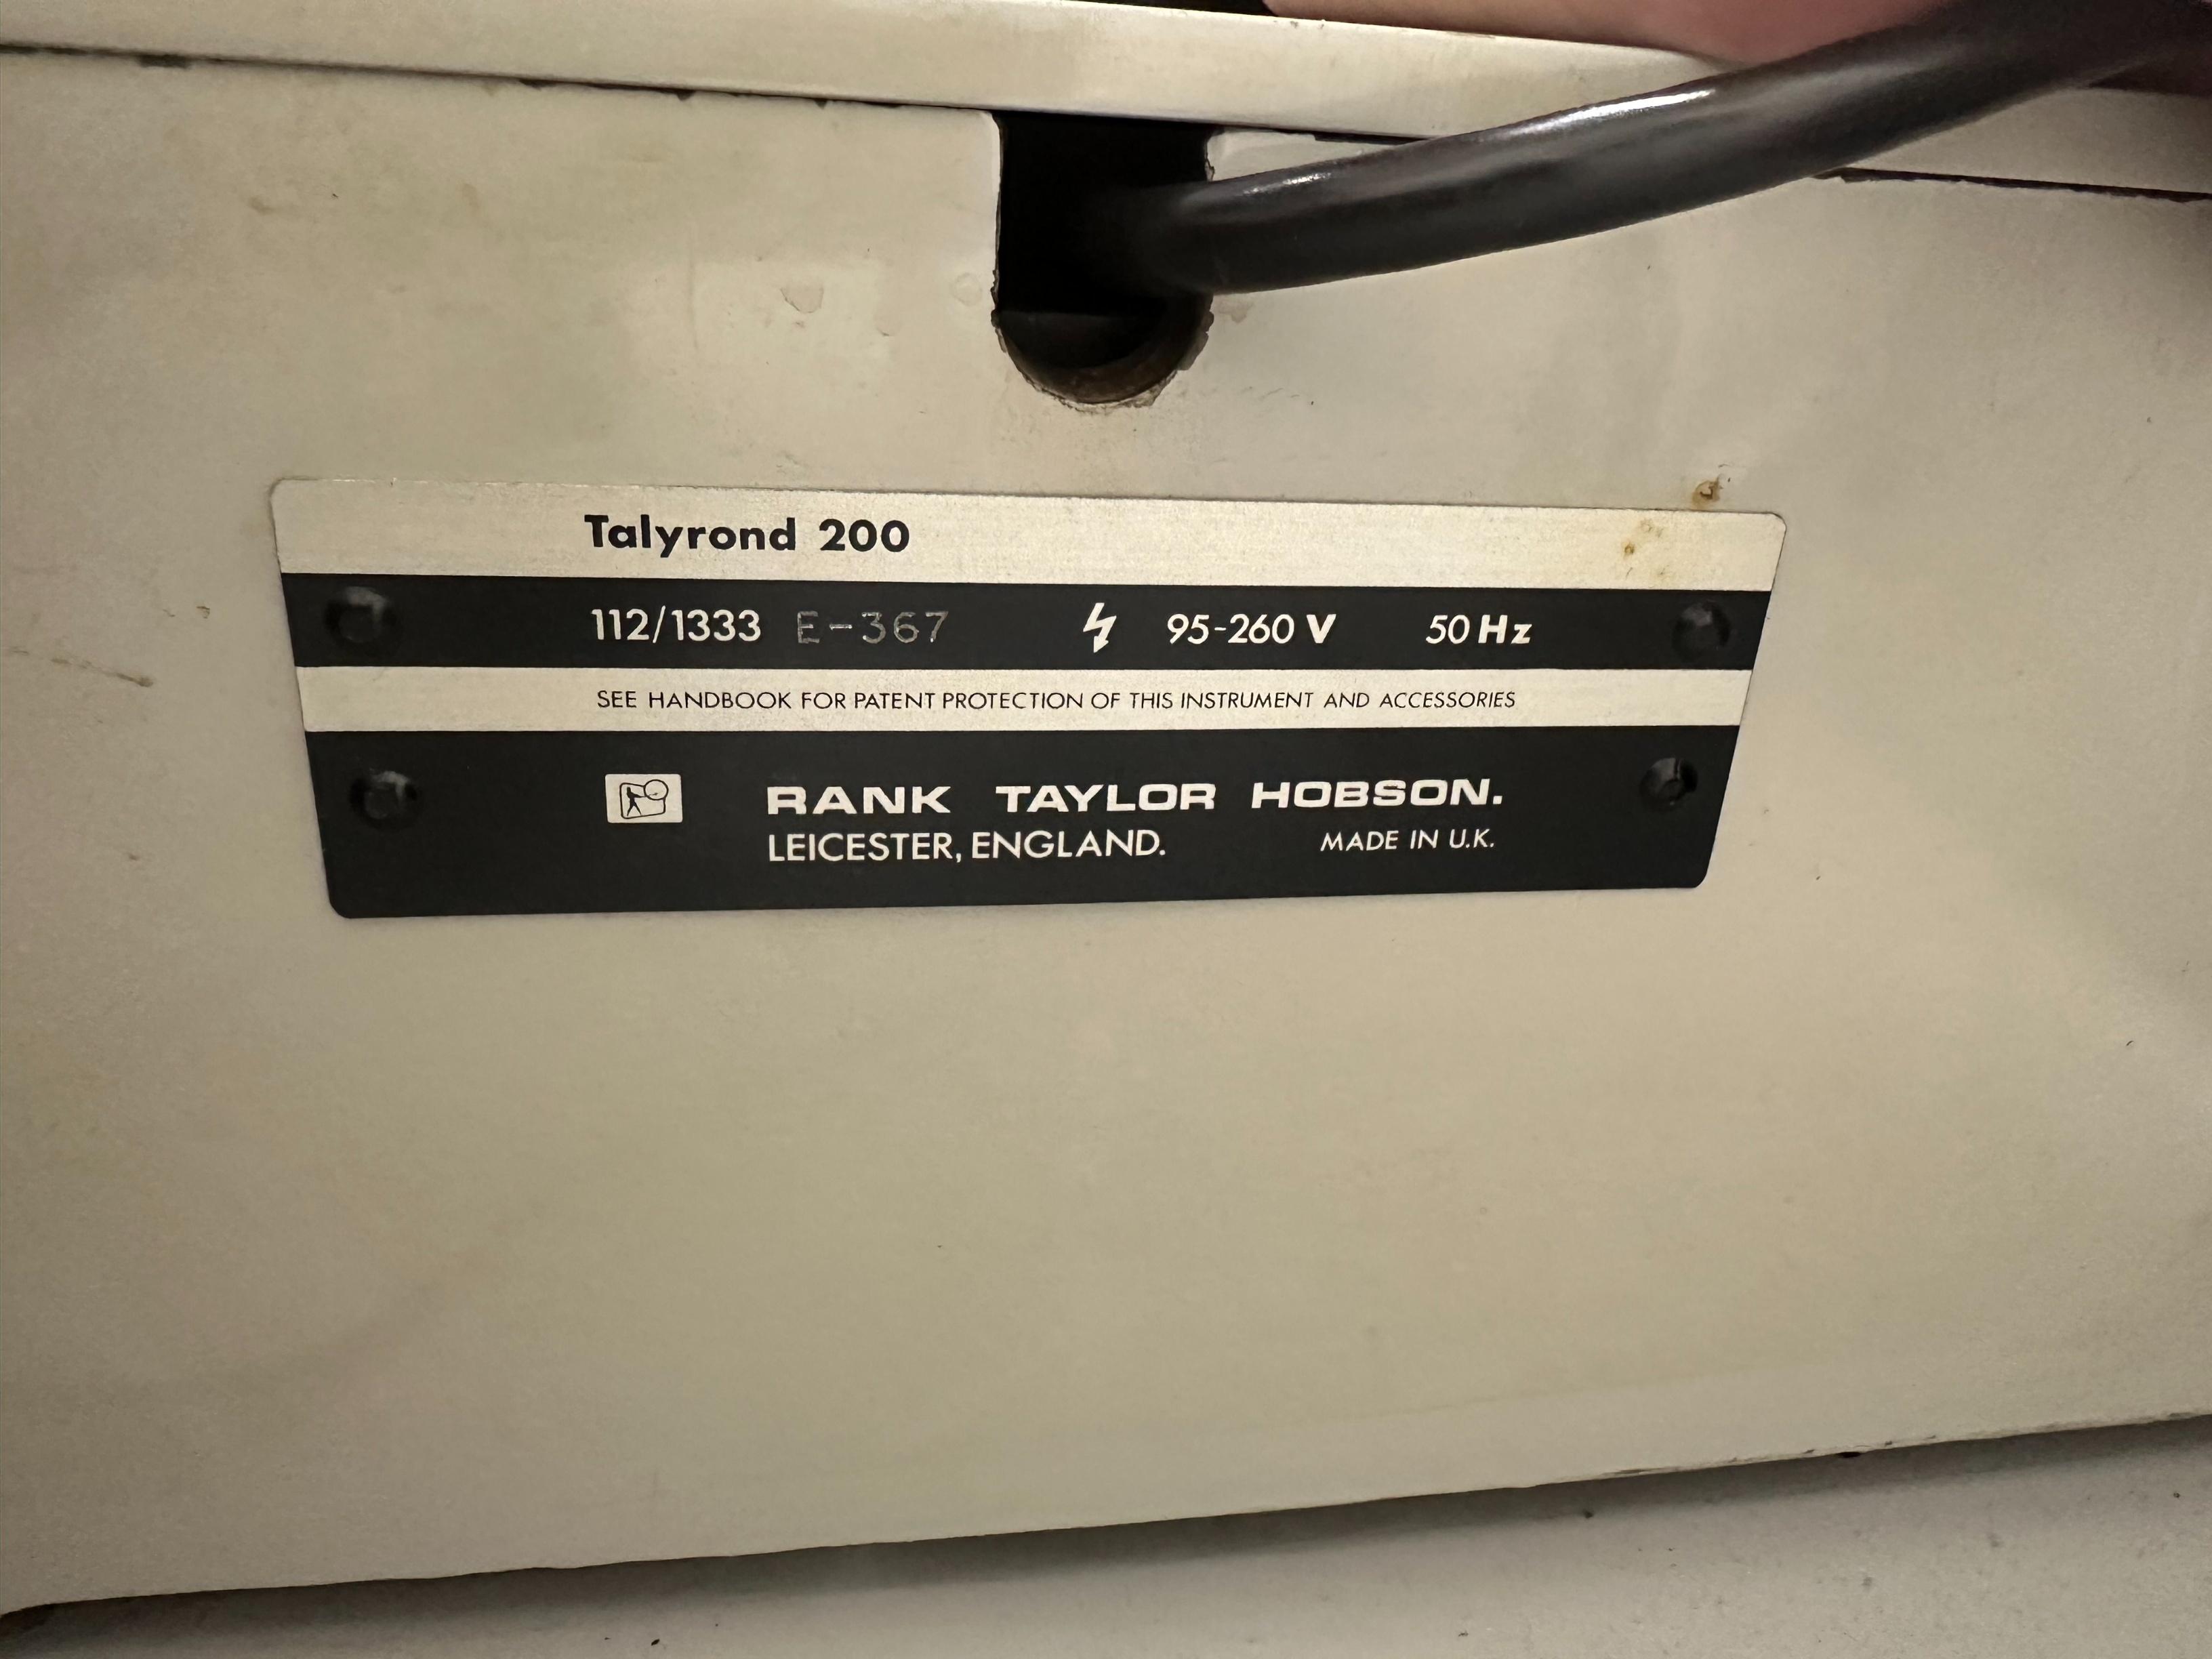 Talyrond 200
112/1333 E-367 95-260 V 50 Hz
SEE HANDBOOK FOR PATENT PROTECTION OF THIS INSTRUMENT AND ACCESSORIES
RANK TAYLOR HOBSON.
LEICESTER, ENGLAND. MADE IN U.K.